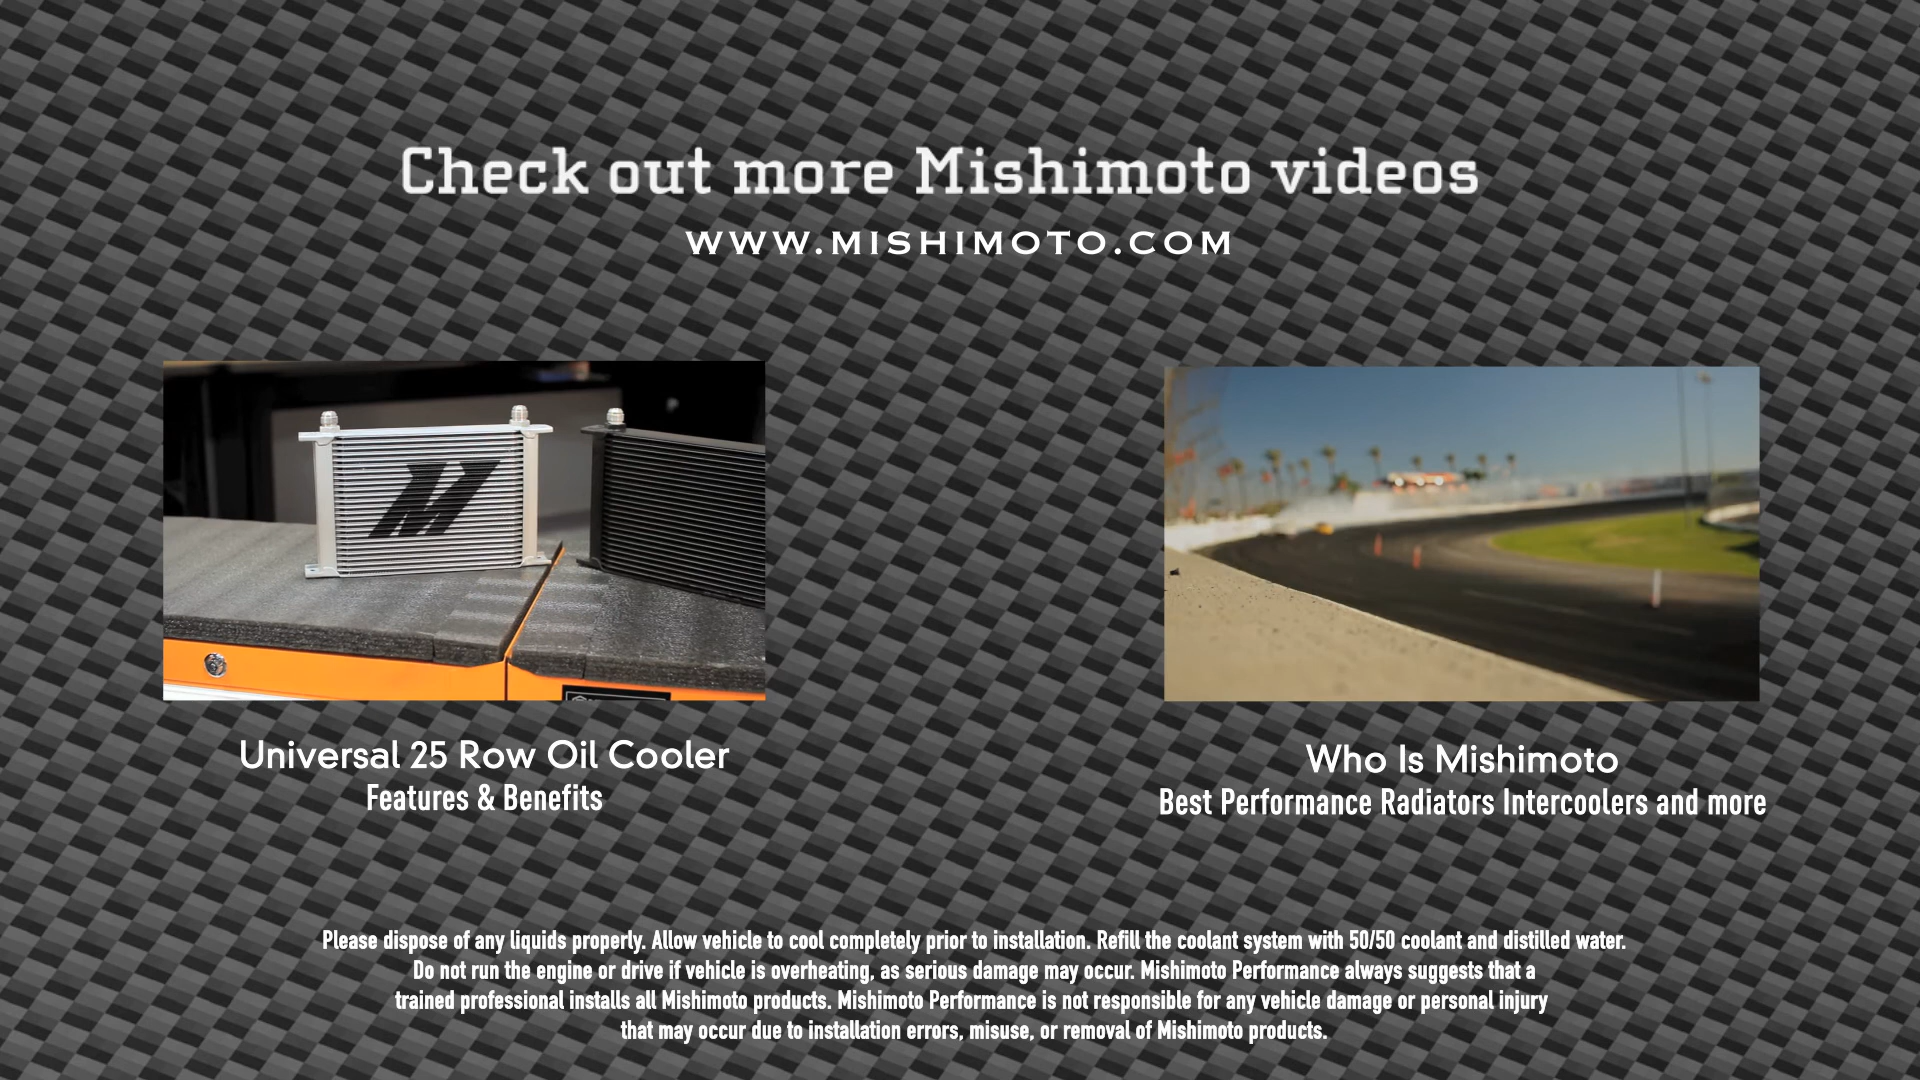 Check out more Mishimoto videos
WWW.MISHIMOTO.COM
Universal 25 Row Oil Cooler
Features & Benefits
Who Is Mishimoto
Best Performance Radiators Intercoolers and more
Please dispose of any liquids properly. Allow vehicle to cool completely prior to installation. Refill the coolant system with 50/50 coolant and distilled water.
Do not run the engine or drive if vehicle is overheating, as serious damage may occur. Mishimoto Performance always suggests that a
trained professional installs all Mishimoto products. Mishimoto Performance is not responsible for any vehicle damage or personal injury
that may occur due to installation errors, misuse, or removal of Mishimoto products.